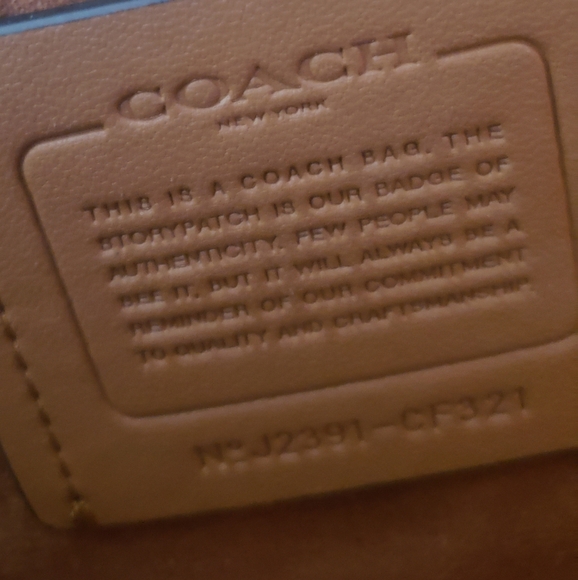 COACH
NEW YORK
THIS IS A COACH BAG. THE
STORYPATCH IS OUR BADGE OF
AUTHENTICITY. FEW PEOPLE MAY
SEE IT, BUT IT WILL ALWAYS BE A
REMINDER OF OUR COMMITMENT
TO QUALITY AND CRAFTSMANSHIP.
Nº J2391-CF321